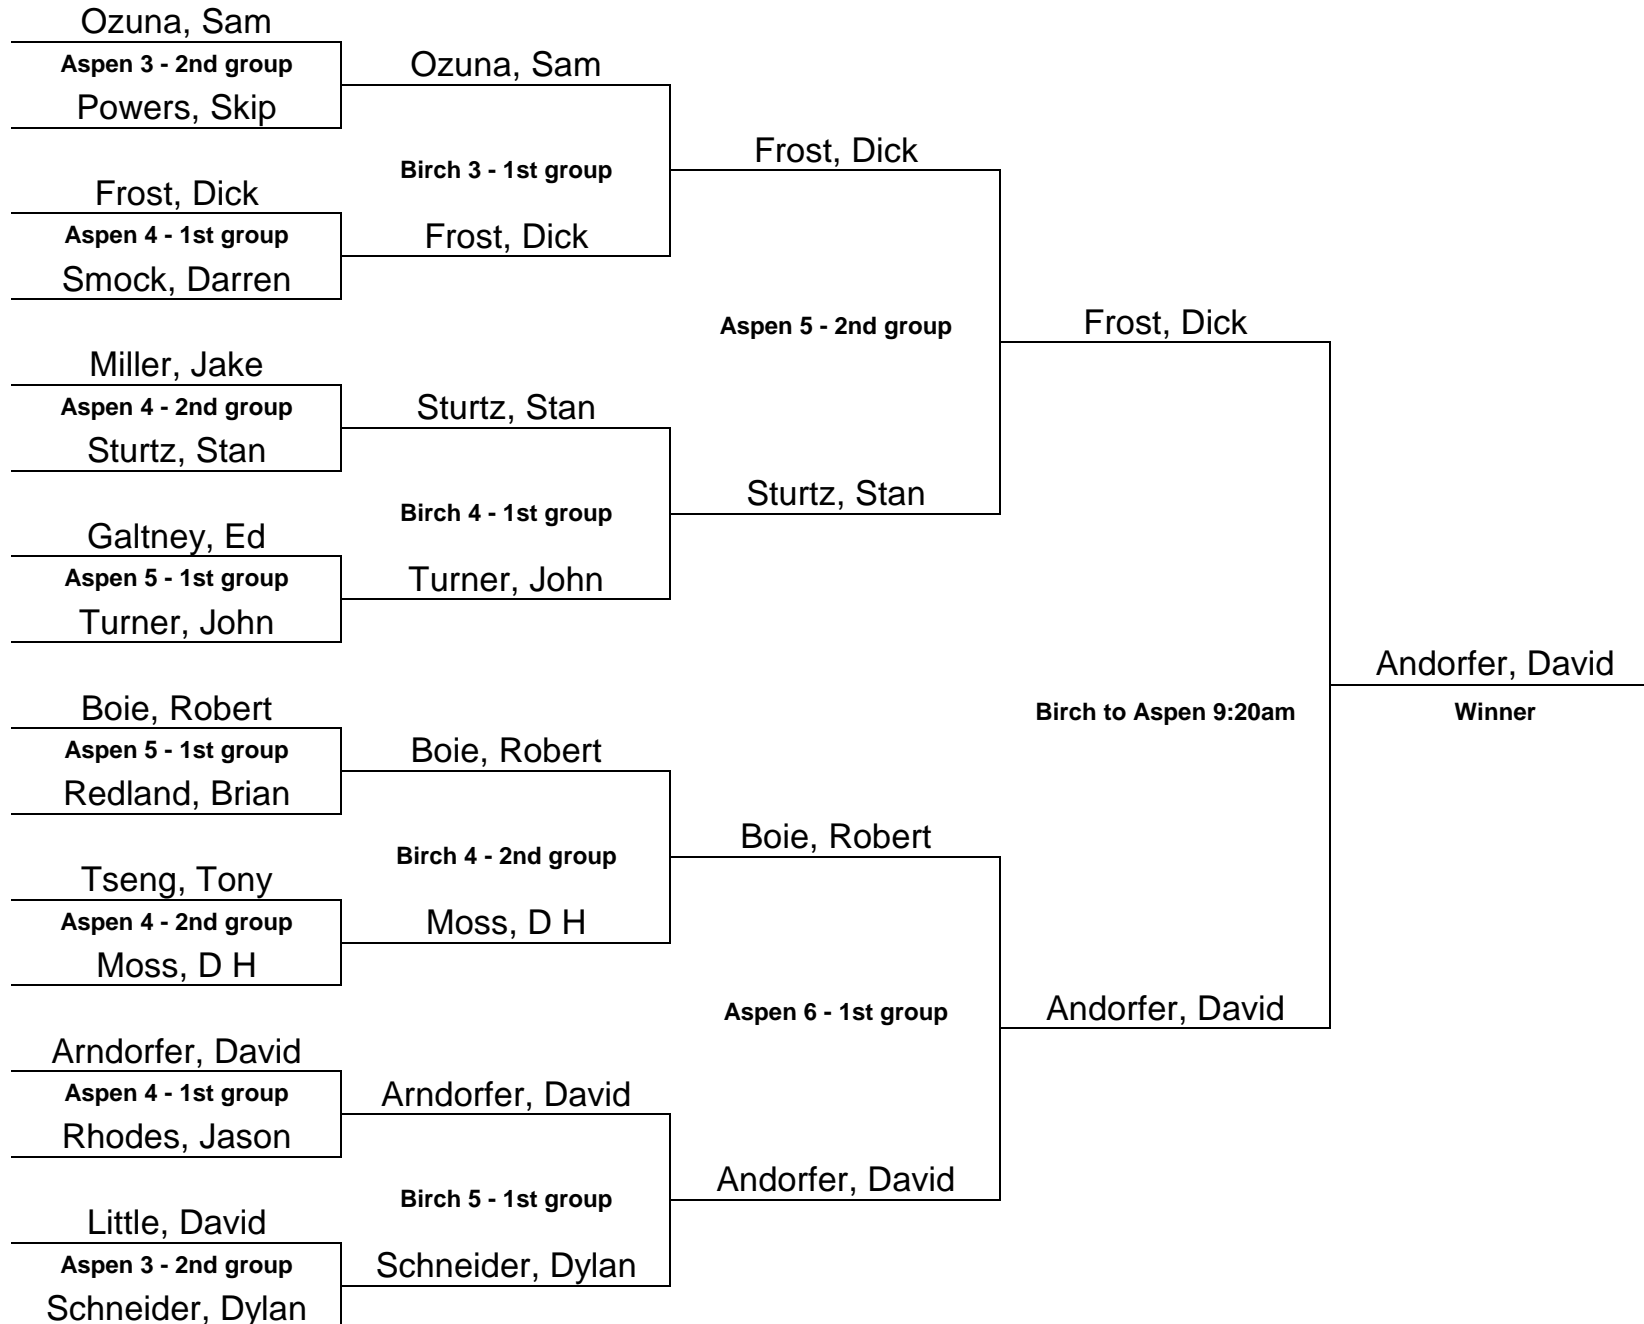 Ozuna, Sam
Aspen 3 - 2nd group
Powers, Skip
Frost, Dick
Aspen 4 - 1st group
Smock, Darren
Miller, Jake
Aspen 4 - 2nd group
Sturtz, Stan
Galtney, Ed
Aspen 5 - 1st group
Turner, John
Boie, Robert
Aspen 5 - 1st group
Redland, Brian
Tseng, Tony
Aspen 4 - 2nd group
Moss, D H
Arndorfer, David
Aspen 4 - 1st group
Rhodes, Jason
Little, David
Aspen 3 - 2nd group
Schneider, Dylan
Ozuna, Sam
Birch 3 - 1st group
Frost, Dick
Sturtz, Stan
Birch 4 - 1st group
Turner, John
Boie, Robert
Birch 4 - 2nd group
Moss, D H
Arndorfer, David
Birch 5 - 1st group
Schneider, Dylan
Frost, Dick
Aspen 5 - 2nd group
Sturtz, Stan
Boie, Robert
Aspen 6 - 1st group
Andorfer, David
Frost, Dick
Birch to Aspen 9:20am
Andorfer, David
Andorfer, David
Winner